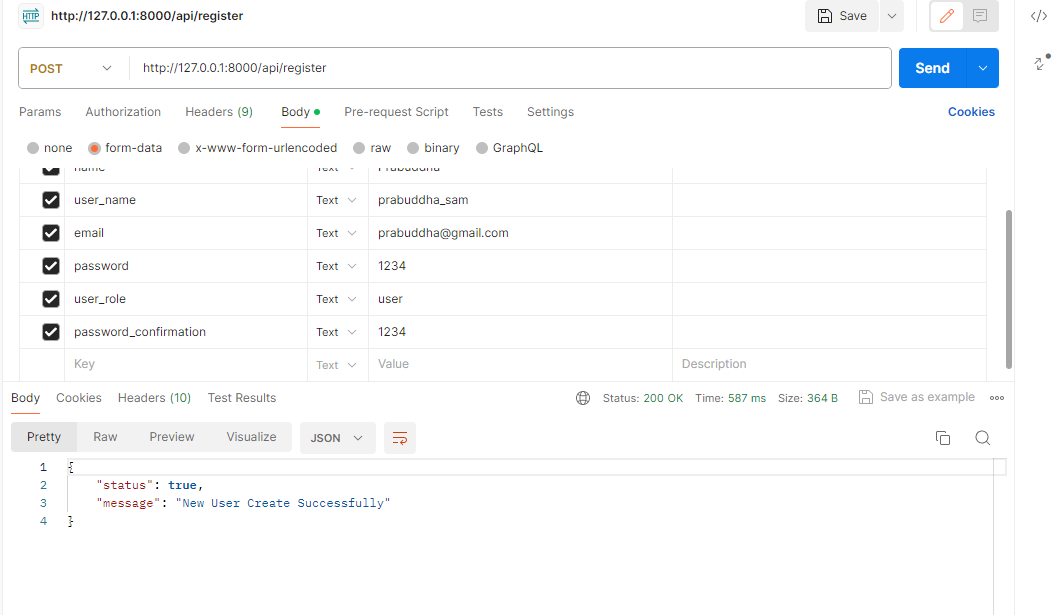 HTTP http://127.0.0.1:8000/api/register Save
POST http://127.0.0.1:8000/api/register Send
Params Authorization Headers (9) Body Pre-request Script Tests Settings Cookies
none form-data x-www-form-urlencoded raw binary GraphQL
name Text Prabuddha
user_name Text prabuddha_sam
email Text prabuddha@gmail.com
password Text 1234
user_role Text user
password_confirmation Text 1234
Key Text Value Description
Body Cookies Headers (10) Test Results Status: 200 OK Time: 587 ms Size: 364 B Save as example
Pretty Raw Preview Visualize JSON
1 {
2 "status": true,
3 "message": "New User Create Successfully"
4 }